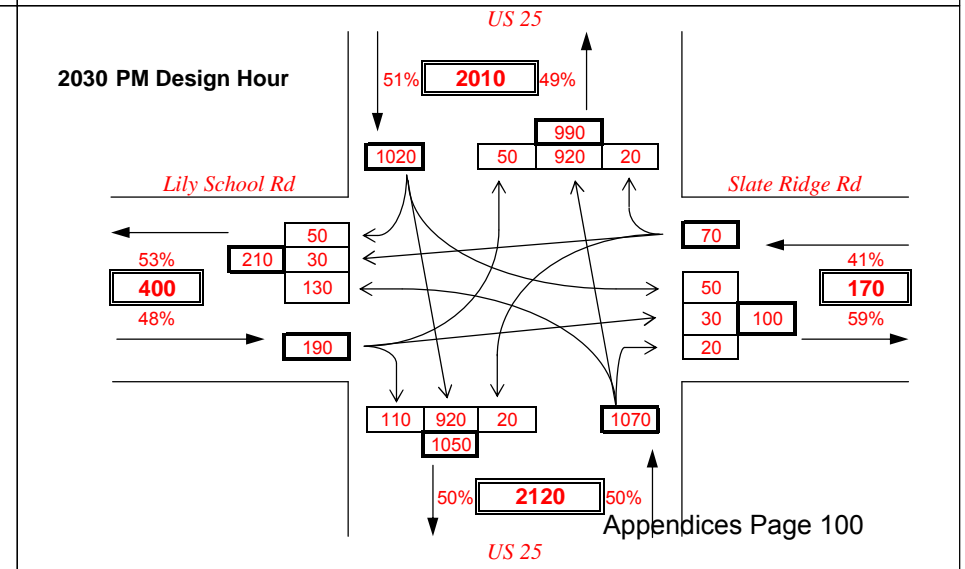 US 25
2030 PM Design Hour
51% 2010 49%
990
1020 50 920 20
Lily School Rd Slate Ridge Rd
50 70
53% 210 30 41%
400 130 50 170
48% 30 100 59%
190 20
110 920 20 1070
1050
50% 2120 50%
Appendices Page 100
US 25